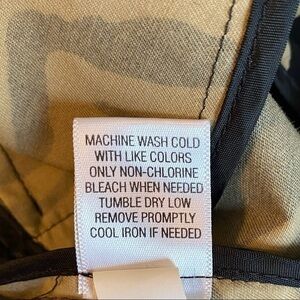 MACHINE WASH COLD
WITH LIKE COLORS
ONLY NON-CHLORINE
BLEACH WHEN NEEDED
TUMBLE DRY LOW
REMOVE PROMPTLY
COOL IRON IF NEEDED